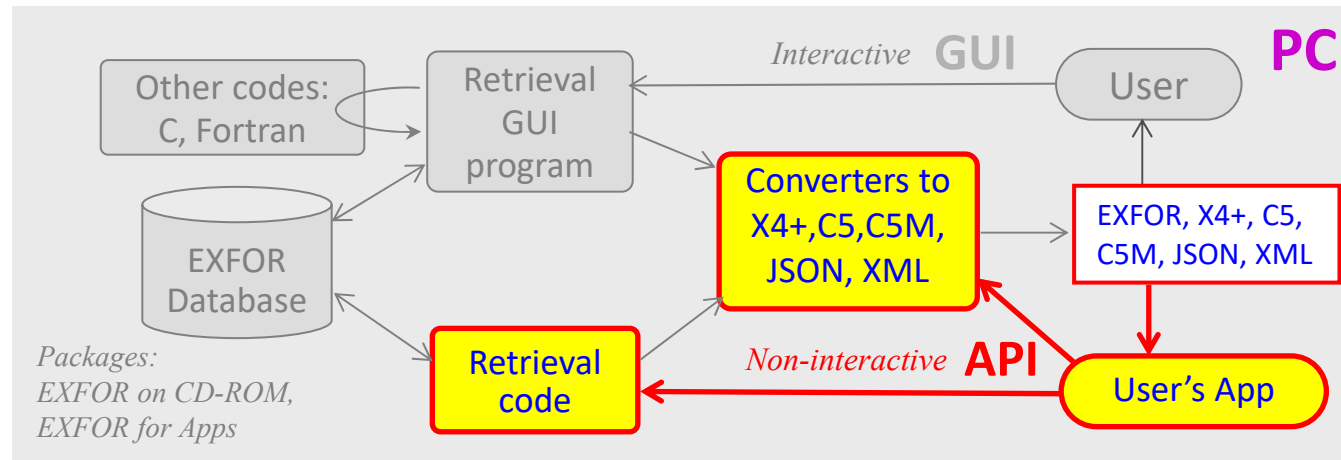 Interactive GUI
PC
Other codes:
C, Fortran
Retrieval
GUI
program
User
EXFOR
Database
Converters to
X4+,C5,C5M,
JSON, XML
EXFOR, X4+, C5,
C5M, JSON, XML
Packages:
EXFOR on CD-ROM,
EXFOR for Apps
Retrieval
code
Non-interactive API
User’s App